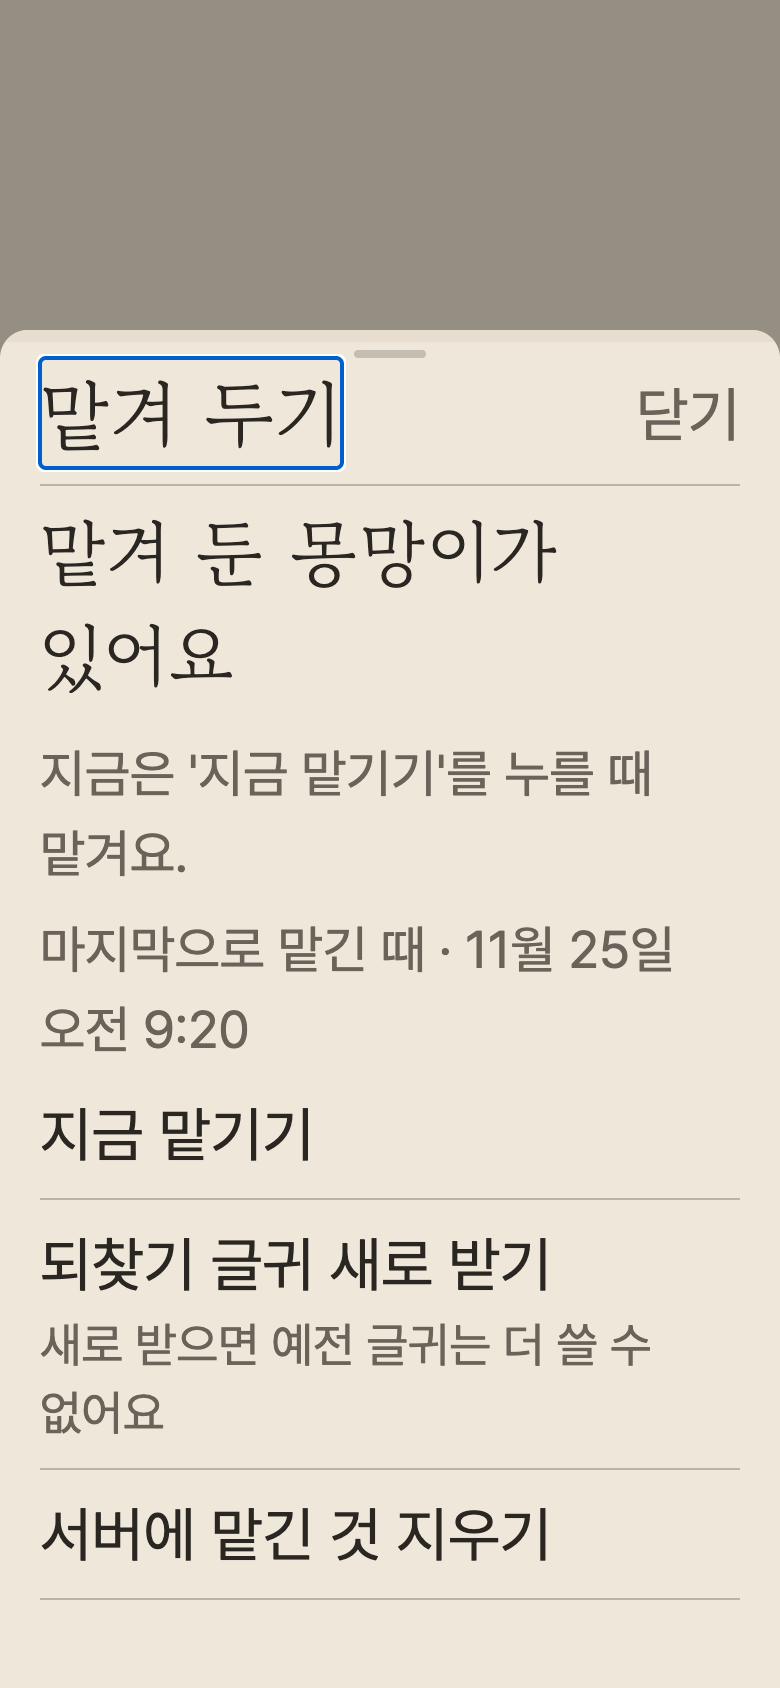 맡겨 두기
닫기
맡겨 둔 몽망이가
있어요
지금은 '지금 맡기기'를 누를 때
맡겨요.
마지막으로 맡긴 때 · 11월 25일
오전 9:20
지금 맡기기
되찾기 글귀 새로 받기
새로 받으면 예전 글귀는 더 쓸 수
없어요
서버에 맡긴 것 지우기